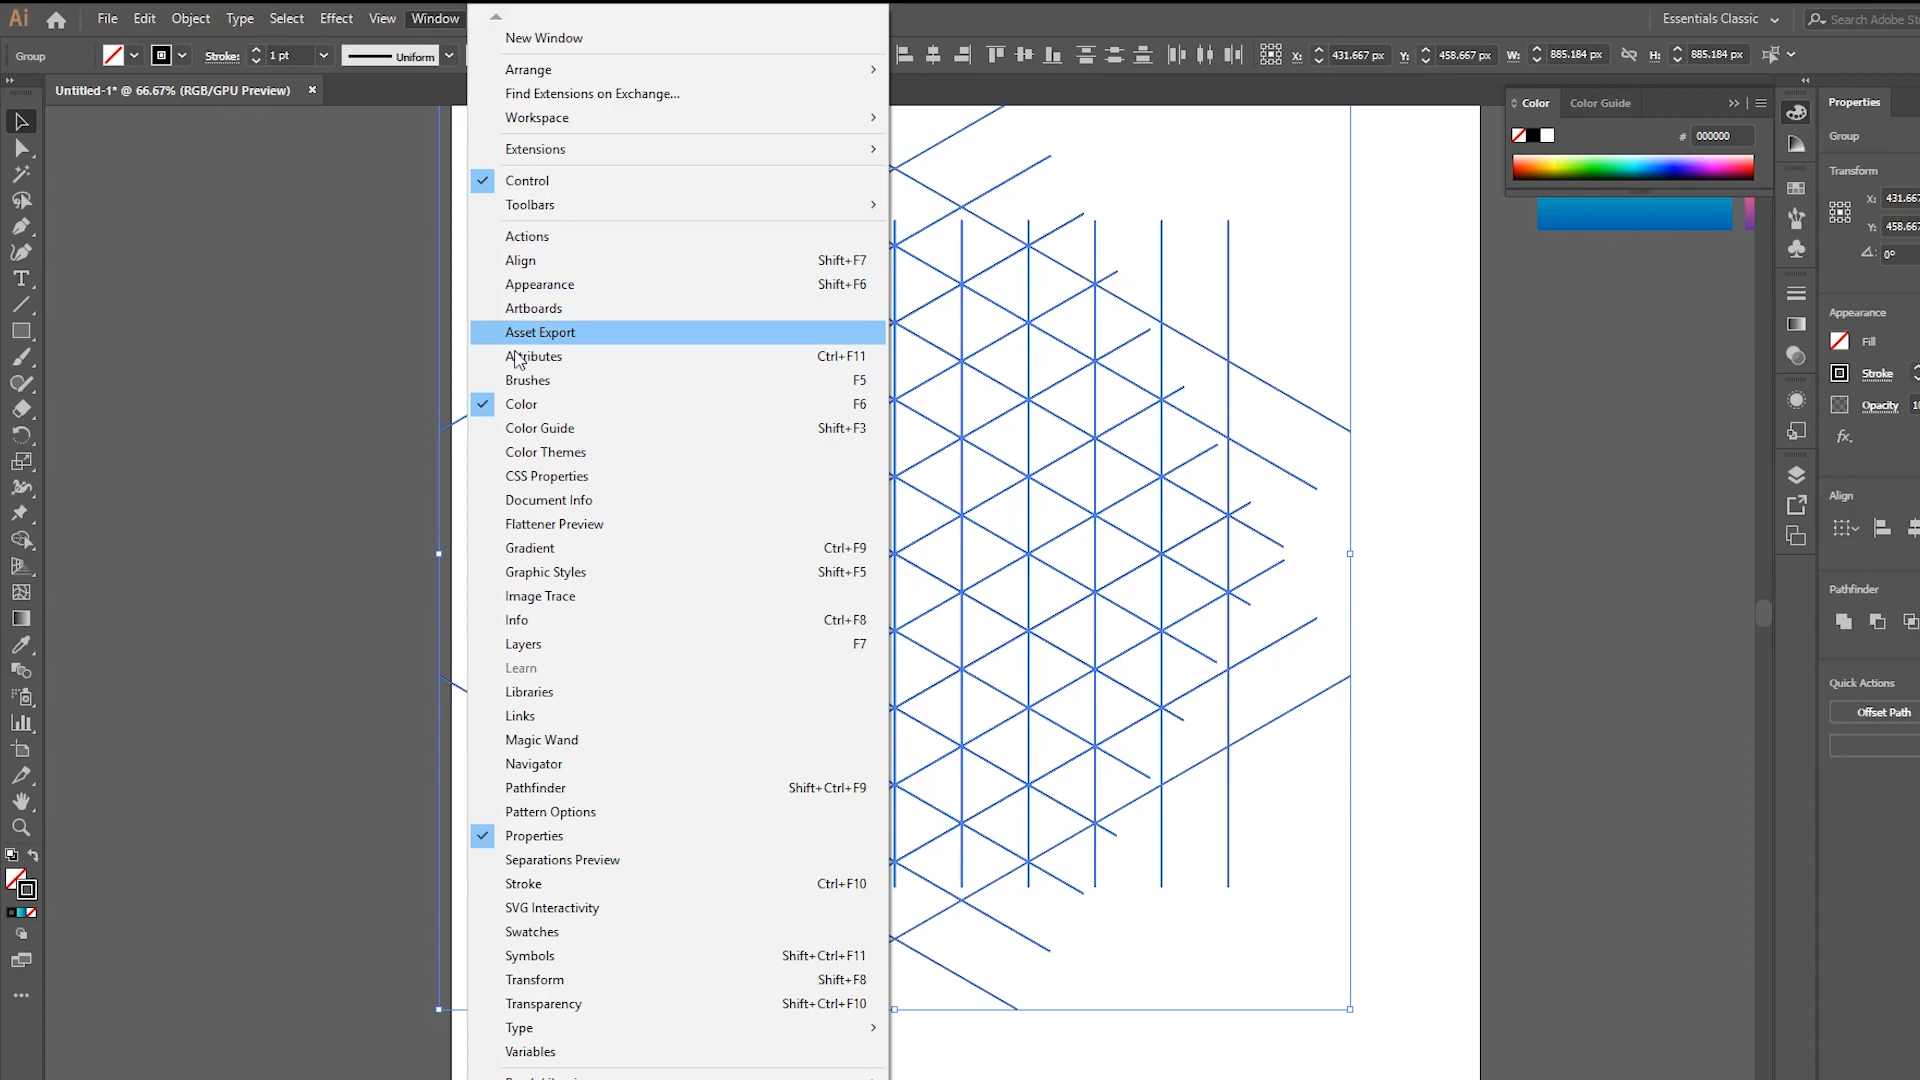 Ai
File Edit Object Type Select Effect View Window
Essentials Classic
Search Adobe St
Group
Stroke: 1 pt Uniform
X: 431.667 px Y: 458.667 px W: 885.184 px H: 885.184 px
Untitled-1* @ 66.67% (RGB/GPU Preview) ×
New Window
Arrange
Find Extensions on Exchange...
Workspace
Extensions
Control
Toolbars
Actions
Align Shift+F7
Appearance Shift+F6
Artboards
Asset Export
Attributes Ctrl+F11
Brushes F5
Color F6
Color Guide Shift+F3
Color Themes
CSS Properties
Document Info
Flattener Preview
Gradient Ctrl+F9
Graphic Styles Shift+F5
Image Trace
Info Ctrl+F8
Layers F7
Learn
Libraries
Links
Magic Wand
Navigator
Pathfinder Shift+Ctrl+F9
Pattern Options
Properties
Separations Preview
Stroke Ctrl+F10
SVG Interactivity
Swatches
Symbols Shift+Ctrl+F11
Transform Shift+F8
Transparency Shift+Ctrl+F10
Type
Variables
Color Color Guide
# 000000
Properties
Group
Transform
X: 431.667
Y: 458.667
0°
Appearance
Fill
Stroke
Opacity 10
fx.
Align
Pathfinder
Quick Actions
Offset Path